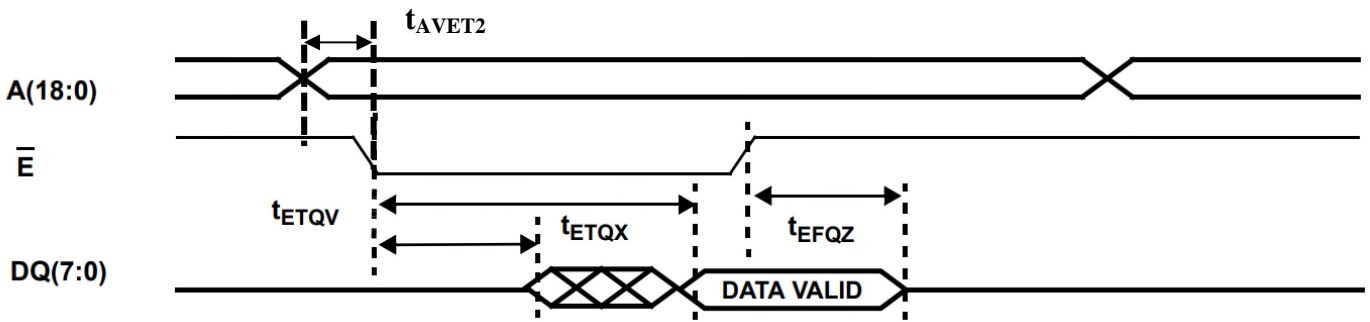 tAVET2
A(18:0)
E̅
tETQV
tETQX
tEFQZ
DQ(7:0)
DATA VALID